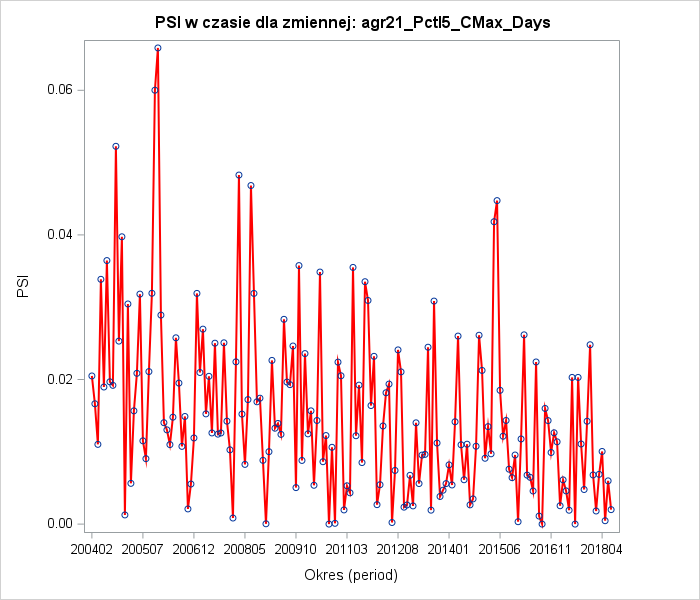 PSI w czasie dla zmiennej: agr21_Pctl5_CMax_Days
0.06
0.04
0.02
0.00
PSI
200402 200507 200612 200805 200910 201103 201208 201401 201506 201611 201804
Okres (period)